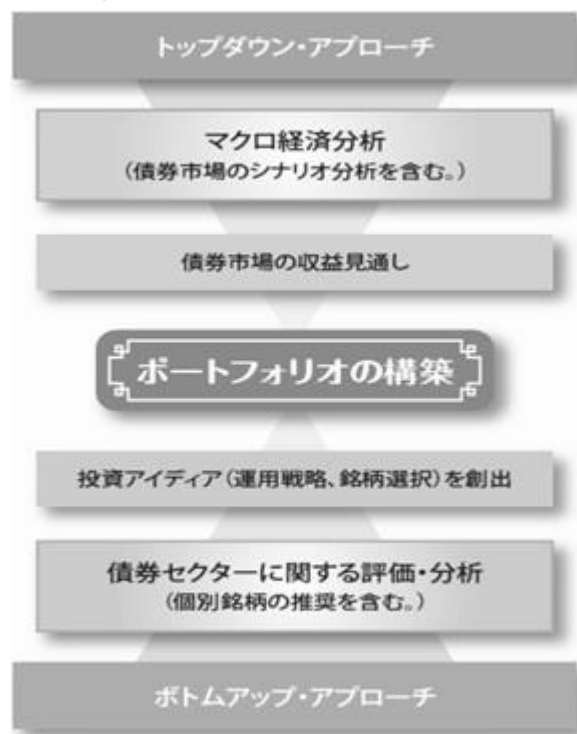 トップダウン・アプローチ
マクロ経済分析
(債券市場のシナリオ分析を含む。)
債券市場の収益見通し
ポートフォリオの構築
投資アイディア(運用戦略、銘柄選択)を創出
債券セクターに関する評価・分析
(個別銘柄の推奨を含む。)
ボトムアップ・アプローチ